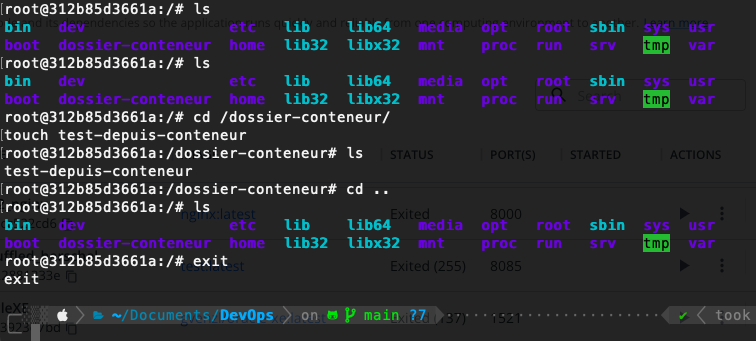 [root@312b85d3661a:/# ls
bin dev etc lib lib64 media opt root sbin sys usr
boot dossier-conteneur home lib32 libx32 mnt proc run srv tmp var
[root@312b85d3661a:/# ls
bin dev etc lib lib64 media opt root sbin sys usr
boot dossier-conteneur home lib32 libx32 mnt proc run srv tmp var
root@312b85d3661a:/# cd /dossier-conteneur/
[touch test-depuis-conteneur
[root@312b85d3661a:/dossier-conteneur# ls
STATUS PORT(S) STARTED ACTIONS
test-depuis-conteneur
[root@312b85d3661a:/dossier-conteneur# cd ..
[root@312b85d3661a:/# ls
bin dev etc lib lib64 media opt root sbin sys usr
Exited 8000
boot dossier-conteneur home lib32 libx32 mnt proc run srv tmp var
[root@312b85d3661a:/# exit
Exited (255) 8085
exit
~/Documents/DevOps on main ?7 ✔ took